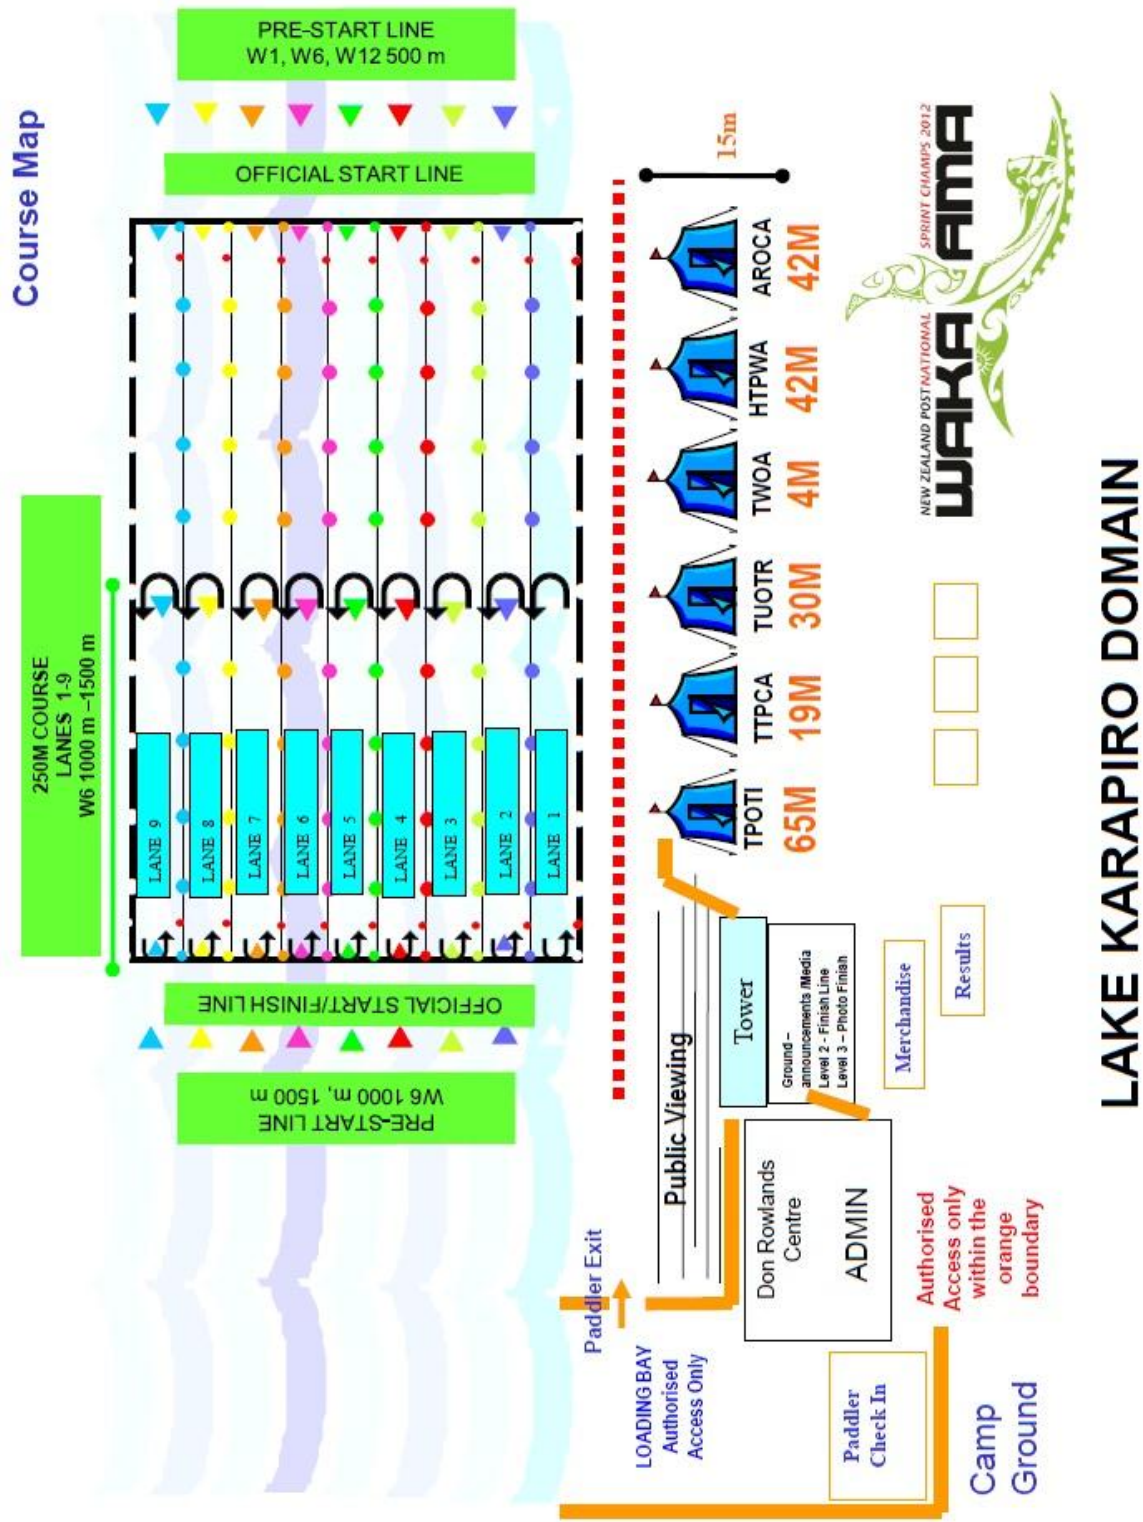 Course Map
PRE-START LINE
W1, W6, W12 500 m
OFFICIAL START LINE
250M COURSE
LANES 1-9
W6 1000 m –1500 m
LANE 9
LANE 8
LANE 7
LANE 6
LANE 5
LANE 4
LANE 3
LANE 2
LANE 1
OFFICIAL START/FINISH LINE
PRE-START LINE
W6 1000 m, 1500 m
15m
TPOTI
65M
TTPCA
19M
TUOTR
30M
TWOA
4M
HTPWA
42M
AROCA
42M
Public Viewing
Tower
Ground –
announcements /Media
Level 2 - Finish Line
Level 3 – Photo Finish
Merchandise
Results
Paddler Exit
LOADING BAY
Authorised
Access Only
Don Rowlands
Centre
ADMIN
Paddler
Check In
Authorised
Access only
within the
orange
boundary
Camp
Ground
NEW ZEALAND POST NATIONAL SPRINT CHAMPS 2012
WAKA AMA
LAKE KARAPIRO DOMAIN